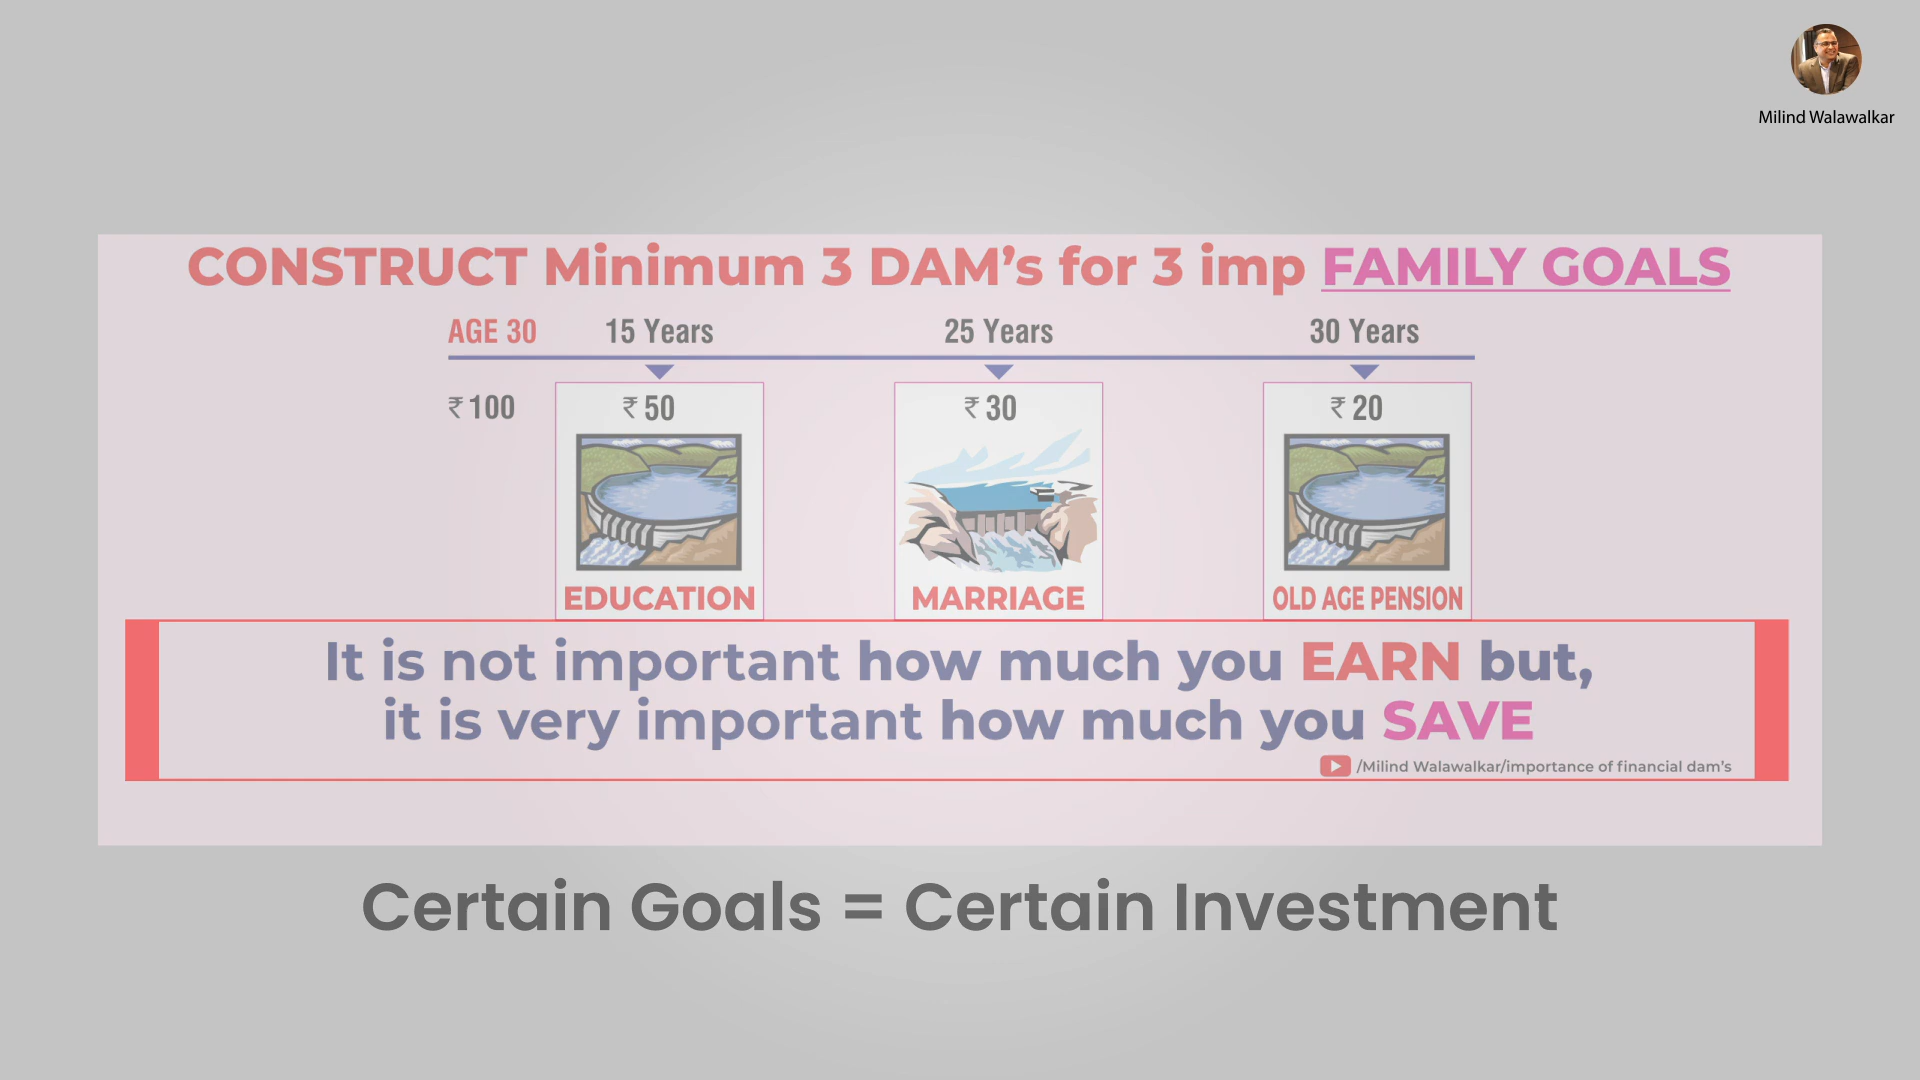 Milind Walawalkar
CONSTRUCT Minimum 3 DAM’s for 3 imp FAMILY GOALS
AGE 30 15 Years 25 Years 30 Years
₹ 100 ₹ 50 ₹ 30 ₹ 20
EDUCATION MARRIAGE OLD AGE PENSION
It is not important how much you EARN but,
it is very important how much you SAVE
/Milind Walawalkar/importance of financial dam’s
Certain Goals = Certain Investment